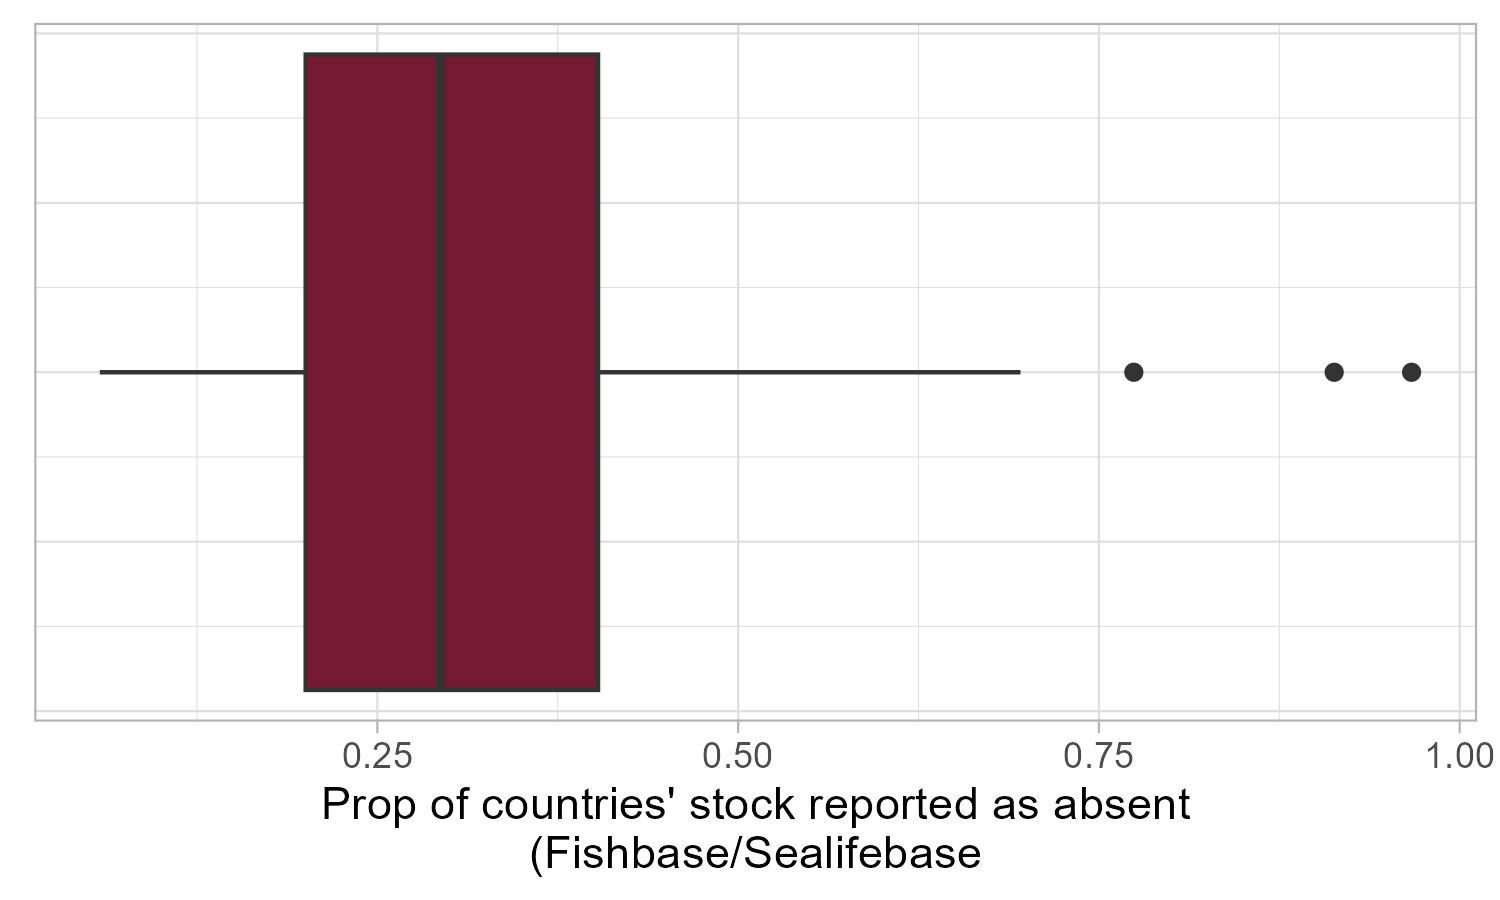 0.25 0.50 0.75 1.00
Prop of countries' stock reported as absent
(Fishbase/Sealifebase